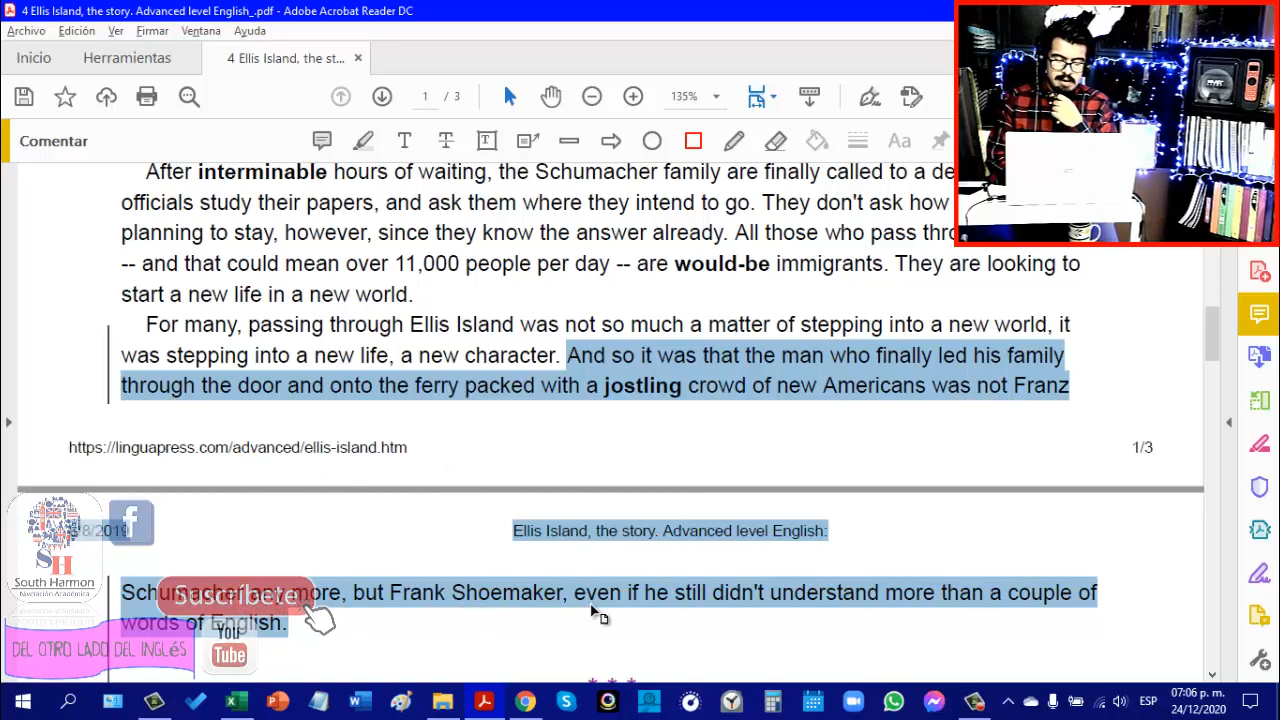 4 Ellis Island, the story. Advanced level English_.pdf - Adobe Acrobat Reader DC
Archivo Edición Ver Firmar Ventana Ayuda
Inicio Herramientas 4 Ellis Island, the st... ×
1 / 3 135%
Comentar
After interminable hours of waiting, the Schumacher family are finally called to a de
officials study their papers, and ask them where they intend to go. They don't ask how
planning to stay, however, since they know the answer already. All those who pass thro
-- and that could mean over 11,000 people per day -- are would-be immigrants. They are looking to
start a new life in a new world.
For many, passing through Ellis Island was not so much a matter of stepping into a new world, it
was stepping into a new life, a new character. And so it was that the man who finally led his family
through the door and onto the ferry packed with a jostling crowd of new Americans was not Franz
https://linguapress.com/advanced/ellis-island.htm 1/3
/8/2019 Ellis Island, the story. Advanced level English:
SH
South Harmon
Nivelación Académica
Schumacher anymore, but Frank Shoemaker, even if he still didn't understand more than a couple of
Suscríbete
words of English.
DEL OTRO LADO DEL INGLéS
You
Tube
* * *
ESP
07:06 p. m.
24/12/2020